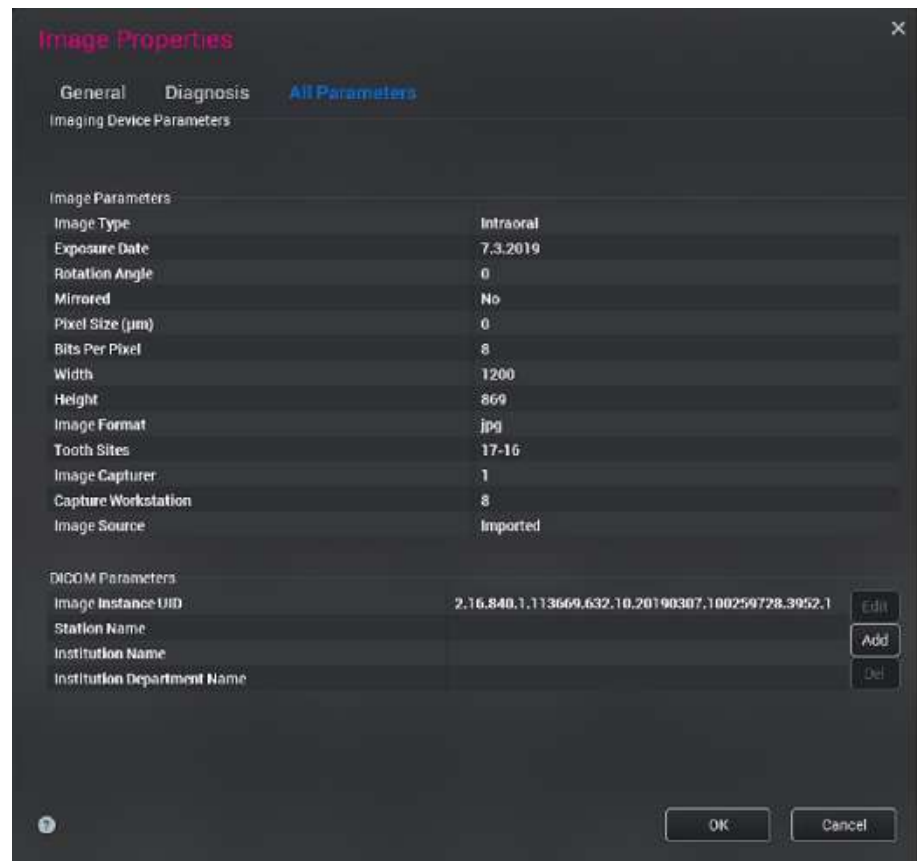 Image Properties
×
General Diagnosis All Parameters
Imaging Device Parameters
Image Parameters
Image Type Intraoral
Exposure Date 7.3.2019
Rotation Angle 0
Mirrored No
Pixel Size (µm) 0
Bits Per Pixel 8
Width 1200
Height 869
Image Format jpg
Tooth Sites 17-16
Image Capturer 1
Capture Workstation 8
Image Source Imported
DICOM Parameters
Image Instance UID 2.16.840.1.113669.632.10.20190307.100259728.3952.1 Edit
Station Name
Add
Institution Name
Institution Department Name Del
? OK Cancel